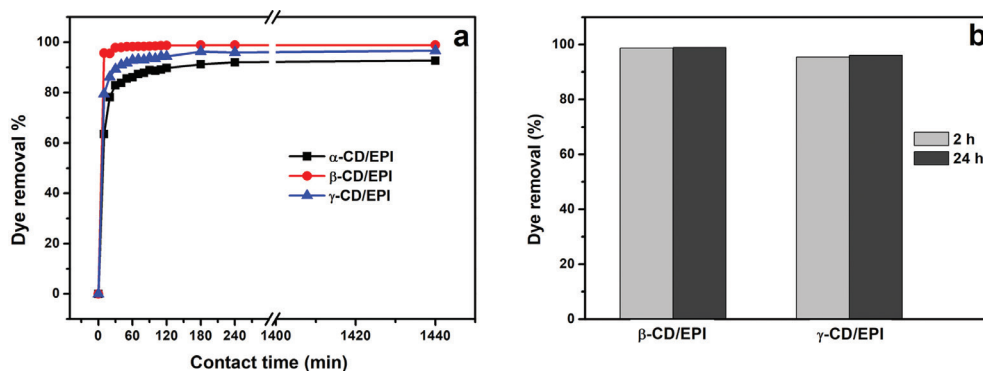 a
Dye removal %
100
80
60
40
20
0
α-CD/EPI
β-CD/EPI
γ-CD/EPI
0 60 120 180 240 1400 1420 1440
Contact time (min)
b
Dye removal (%)
100
80
60
40
20
0
2 h
24 h
β-CD/EPI γ-CD/EPI